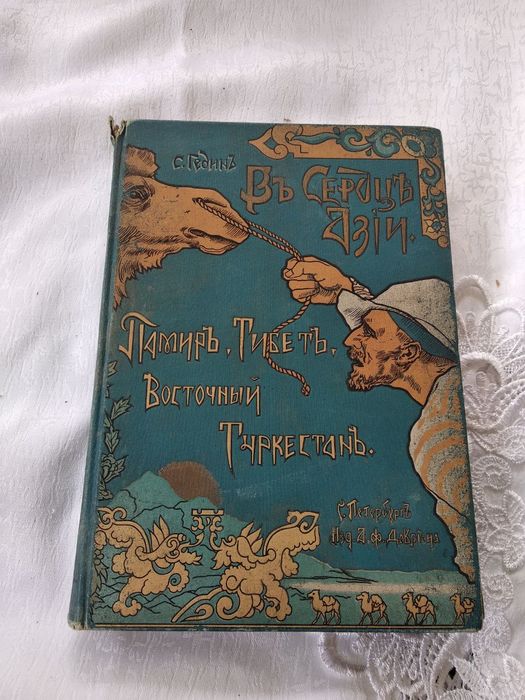 С. Гединъ
Въ Сердцѣ
Азіи.
Памиръ, Тибетъ,
Восточный
Туркестанъ.
С. Петербургъ
Изд. А. Ф. Девріена